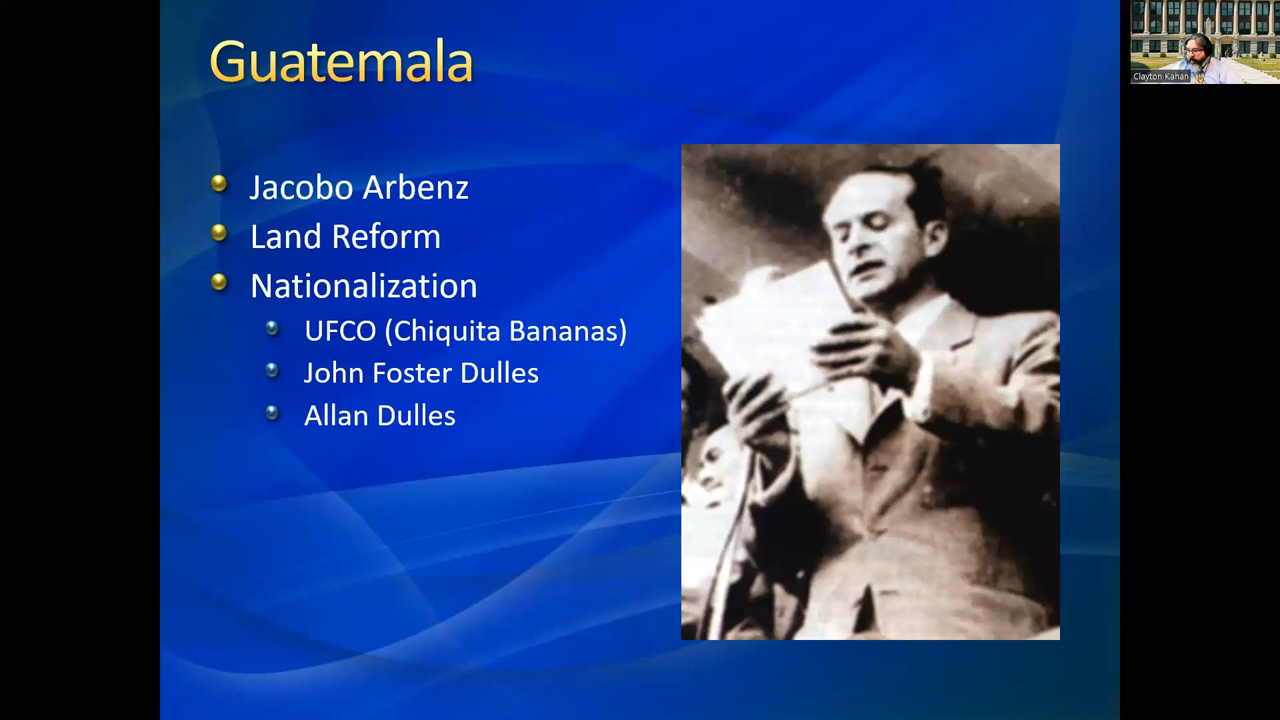 Guatemala
Jacobo Arbenz
Land Reform
Nationalization
UFCO (Chiquita Bananas)
John Foster Dulles
Allan Dulles
Clayton Kahan